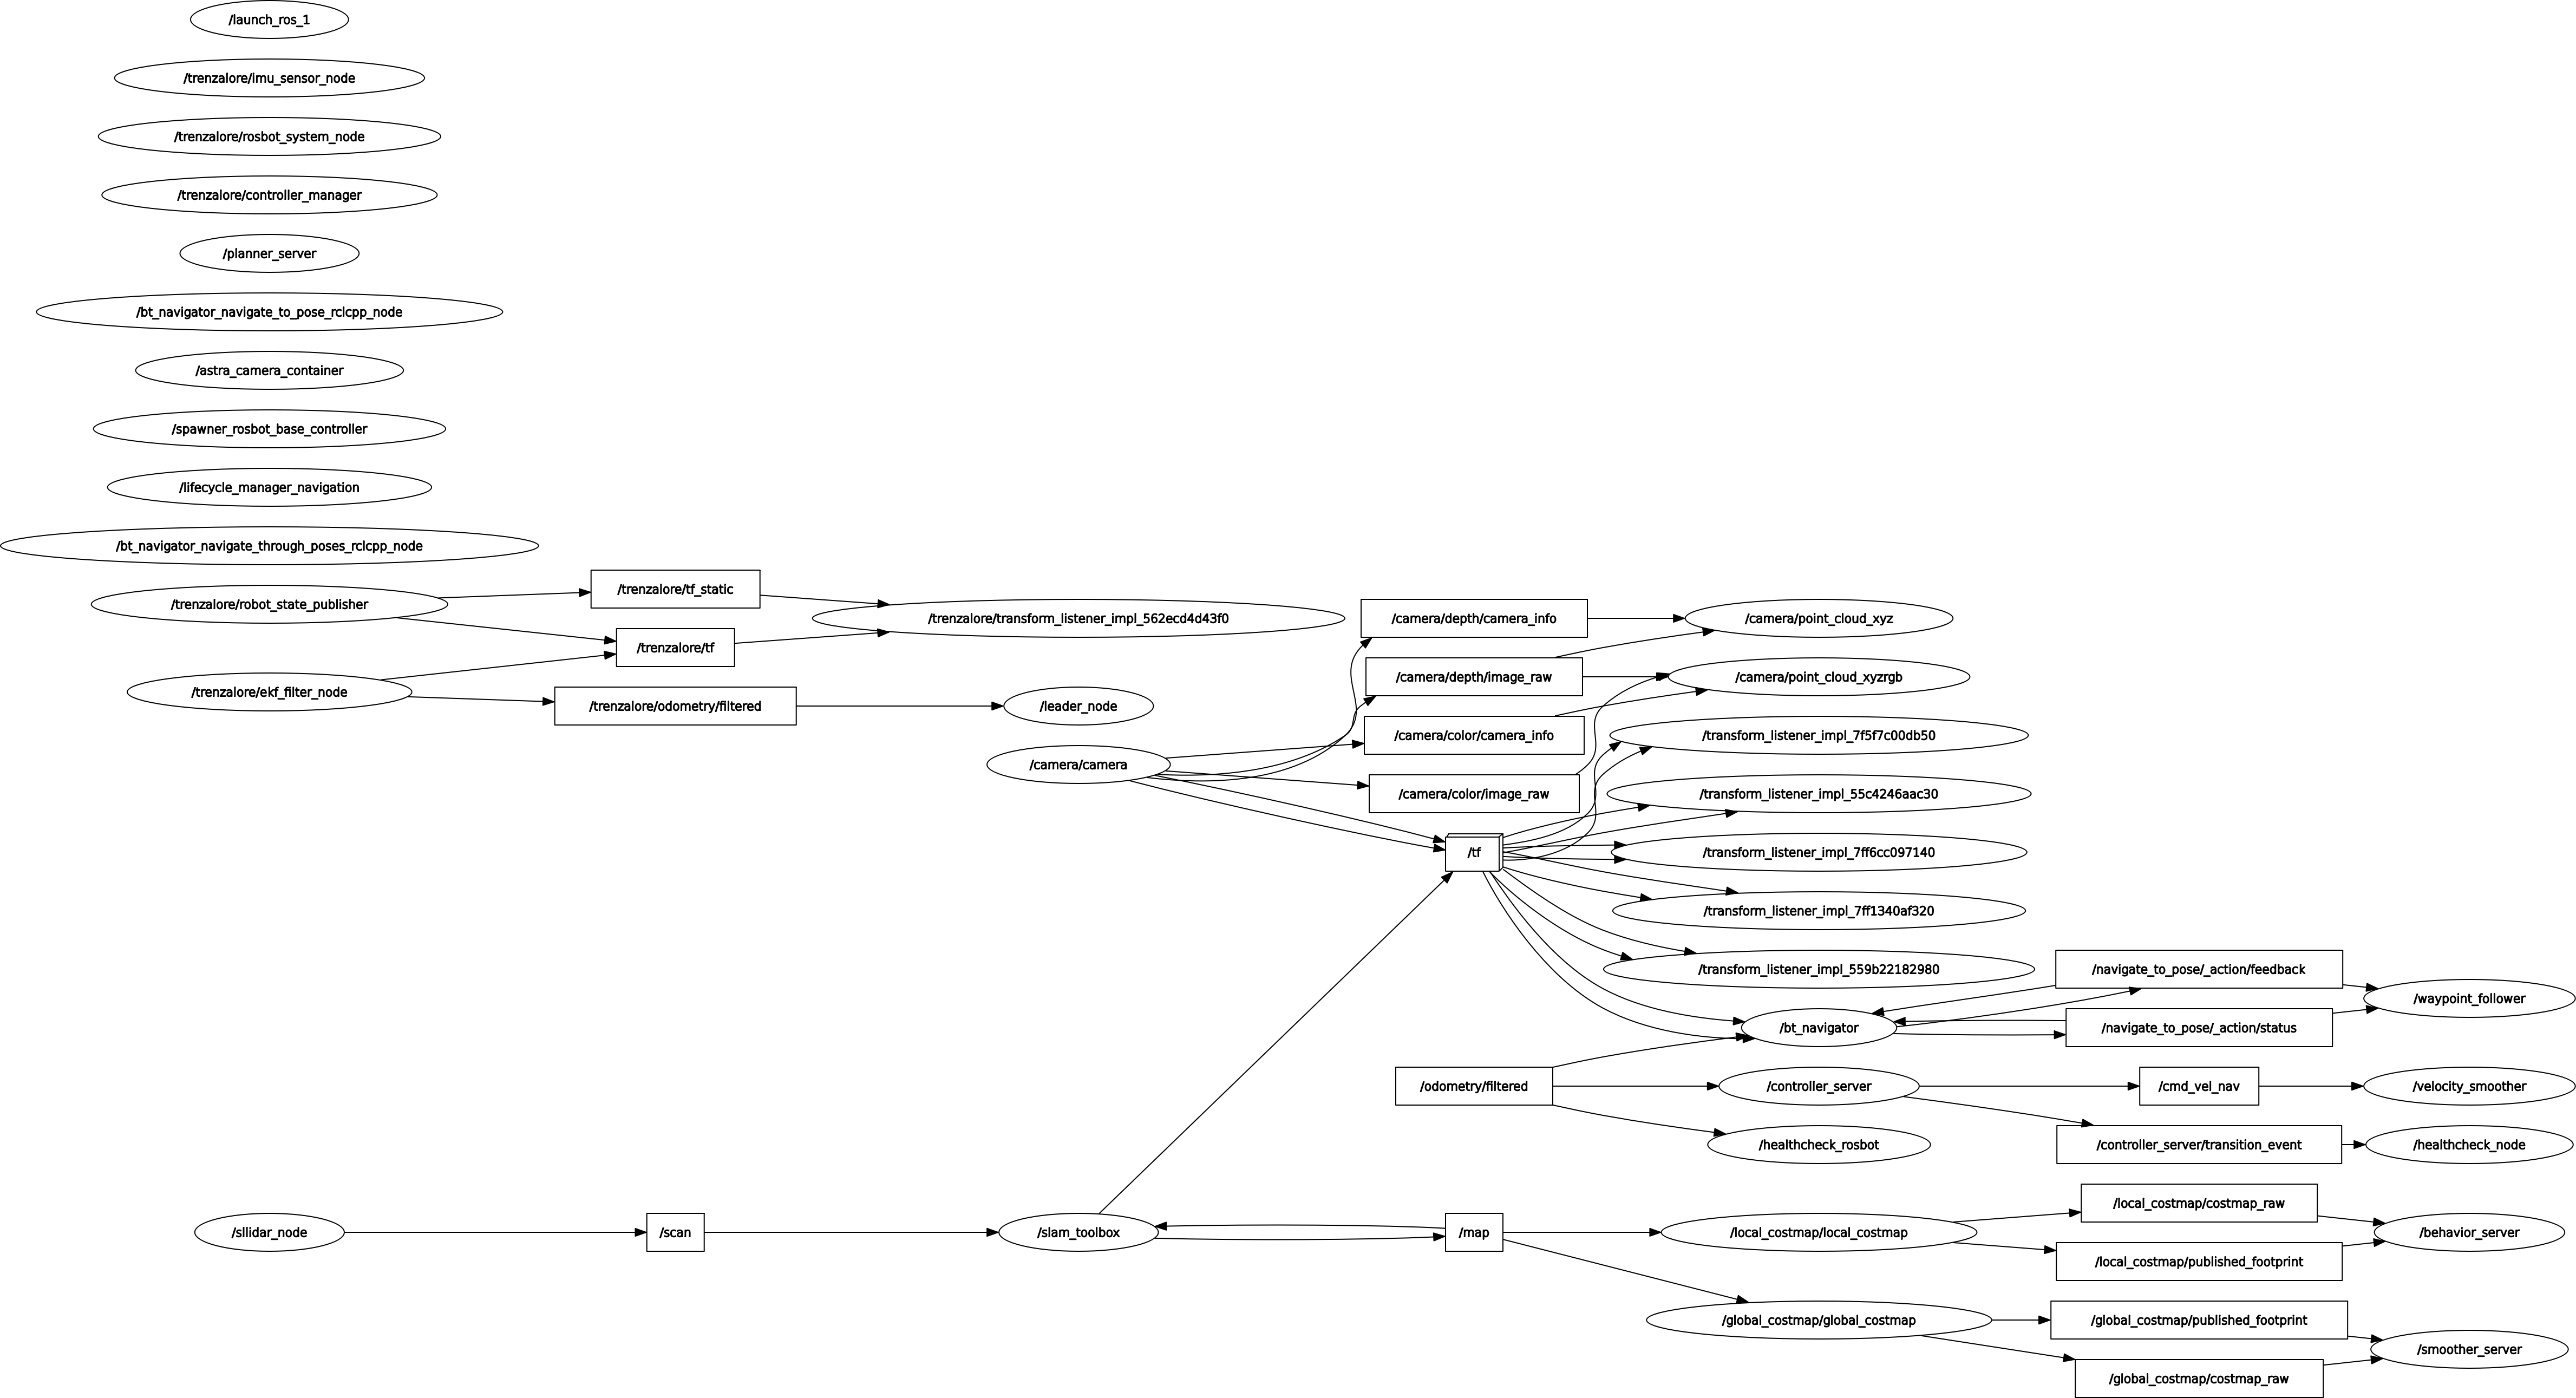 /launch_ros_1
/trenzalore/imu_sensor_node
/trenzalore/rosbot_system_node
/trenzalore/controller_manager
/planner_server
/bt_navigator_navigate_to_pose_rclcpp_node
/astra_camera_container
/spawner_rosbot_base_controller
/lifecycle_manager_navigation
/bt_navigator_navigate_through_poses_rclcpp_node
/trenzalore/robot_state_publisher
/trenzalore/ekf_filter_node
/trenzalore/tf_static
/trenzalore/tf
/trenzalore/odometry/filtered
/trenzalore/transform_listener_impl_562ecd4d43f0
/leader_node
/camera/camera
/camera/depth/camera_info
/camera/depth/image_raw
/camera/color/camera_info
/camera/color/image_raw
/tf
/camera/point_cloud_xyz
/camera/point_cloud_xyzrgb
/transform_listener_impl_7f5f7c00db50
/transform_listener_impl_55c4246aac30
/transform_listener_impl_7ff6cc097140
/transform_listener_impl_7ff1340af320
/transform_listener_impl_559b22182980
/bt_navigator
/navigate_to_pose/_action/feedback
/navigate_to_pose/_action/status
/waypoint_follower
/odometry/filtered
/controller_server
/healthcheck_rosbot
/cmd_vel_nav
/controller_server/transition_event
/velocity_smoother
/healthcheck_node
/sllidar_node
/scan
/slam_toolbox
/map
/local_costmap/local_costmap
/global_costmap/global_costmap
/local_costmap/costmap_raw
/local_costmap/published_footprint
/global_costmap/published_footprint
/global_costmap/costmap_raw
/behavior_server
/smoother_server